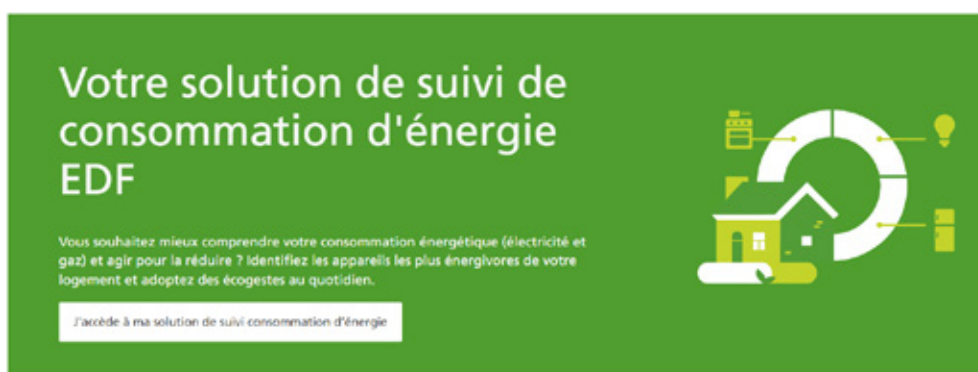 Votre solution de suivi de
consommation d'énergie
EDF
Vous souhaitez mieux comprendre votre consommation énergétique (électricité et
gaz) et agir pour la réduire ? Identifiez les appareils les plus énergivores de votre
logement et adoptez des écogestes au quotidien.
J'accède à ma solution de suivi consommation d'énergie